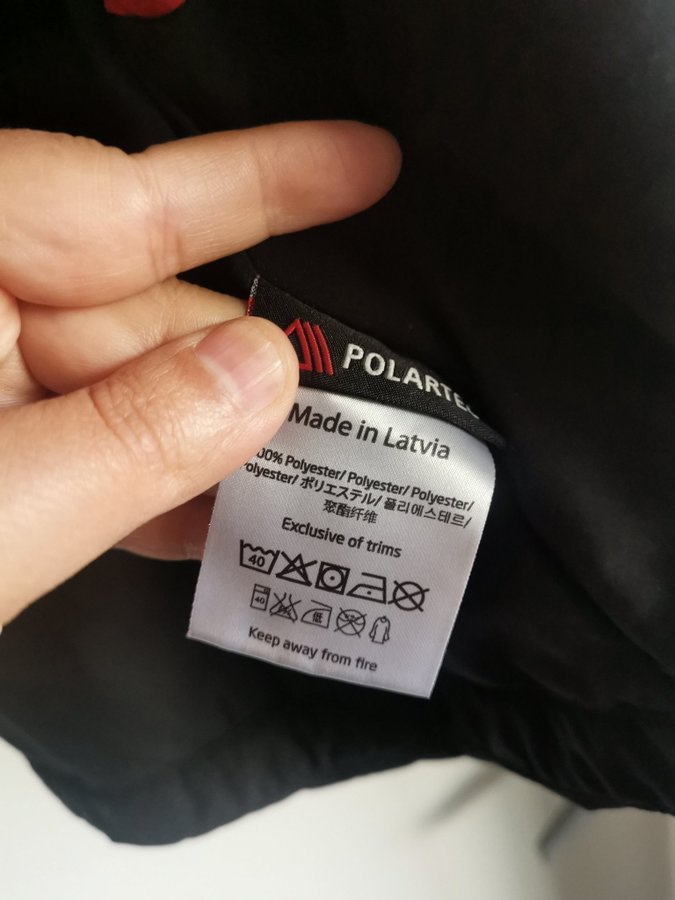 POLARTEC
Made in Latvia
00% Polyester/ Polyester/ Polyester/
olyester/ ポリエステル/ 폴리에스테르/
聚酯纤维
Exclusive of trims
40
40 低
Keep away from fire